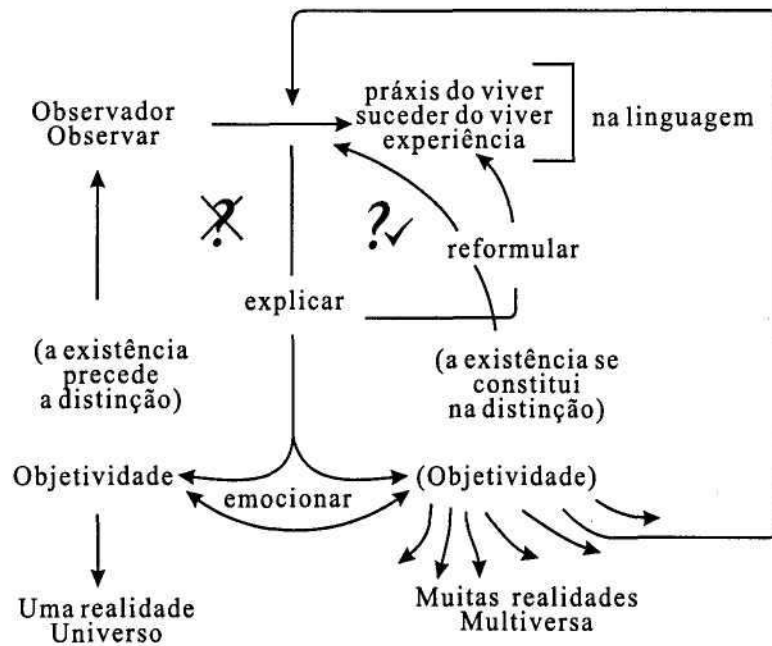 Observador
Observar
práxis do viver
suceder do viver
experiência
na linguagem
?
?✓
reformular
explicar
(a existência
precede
a distinção)
(a existência se
constitui
na distinção)
Objetividade
emocionar
(Objetividade)
Uma realidade
Universo
Muitas realidades
Multiversa